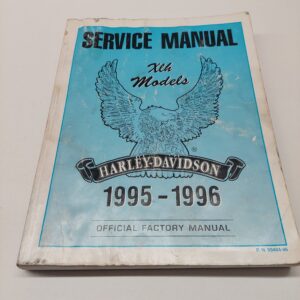 SERVICE MANUAL
Xlh
Models
HARLEY-DAVIDSON
1995-1996
OFFICIAL FACTORY MANUAL